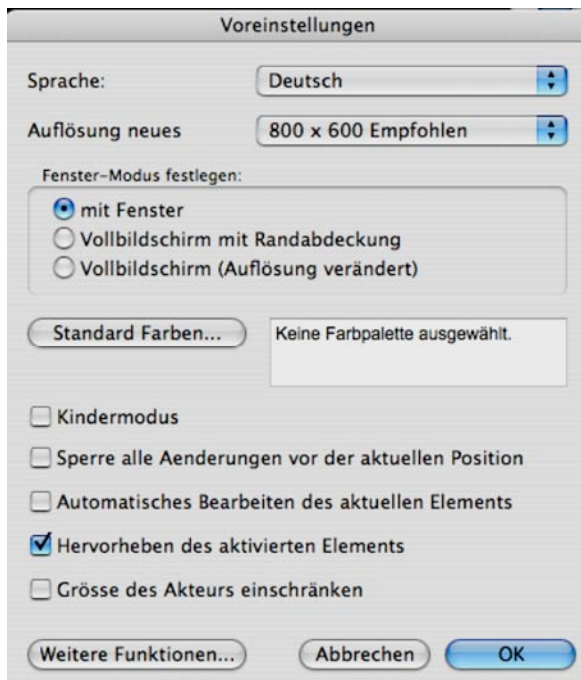 Voreinstellungen
Sprache: Deutsch
Auflösung neues 800 x 600 Empfohlen
Fenster-Modus festlegen:
mit Fenster
Vollbildschirm mit Randabdeckung
Vollbildschirm (Auflösung verändert)
Standard Farben... Keine Farbpalette ausgewählt.
Kindermodus
Sperre alle Aenderungen vor der aktuellen Position
Automatisches Bearbeiten des aktuellen Elements
Hervorheben des aktivierten Elements
Grösse des Akteurs einschränken
Weitere Funktionen... Abbrechen OK